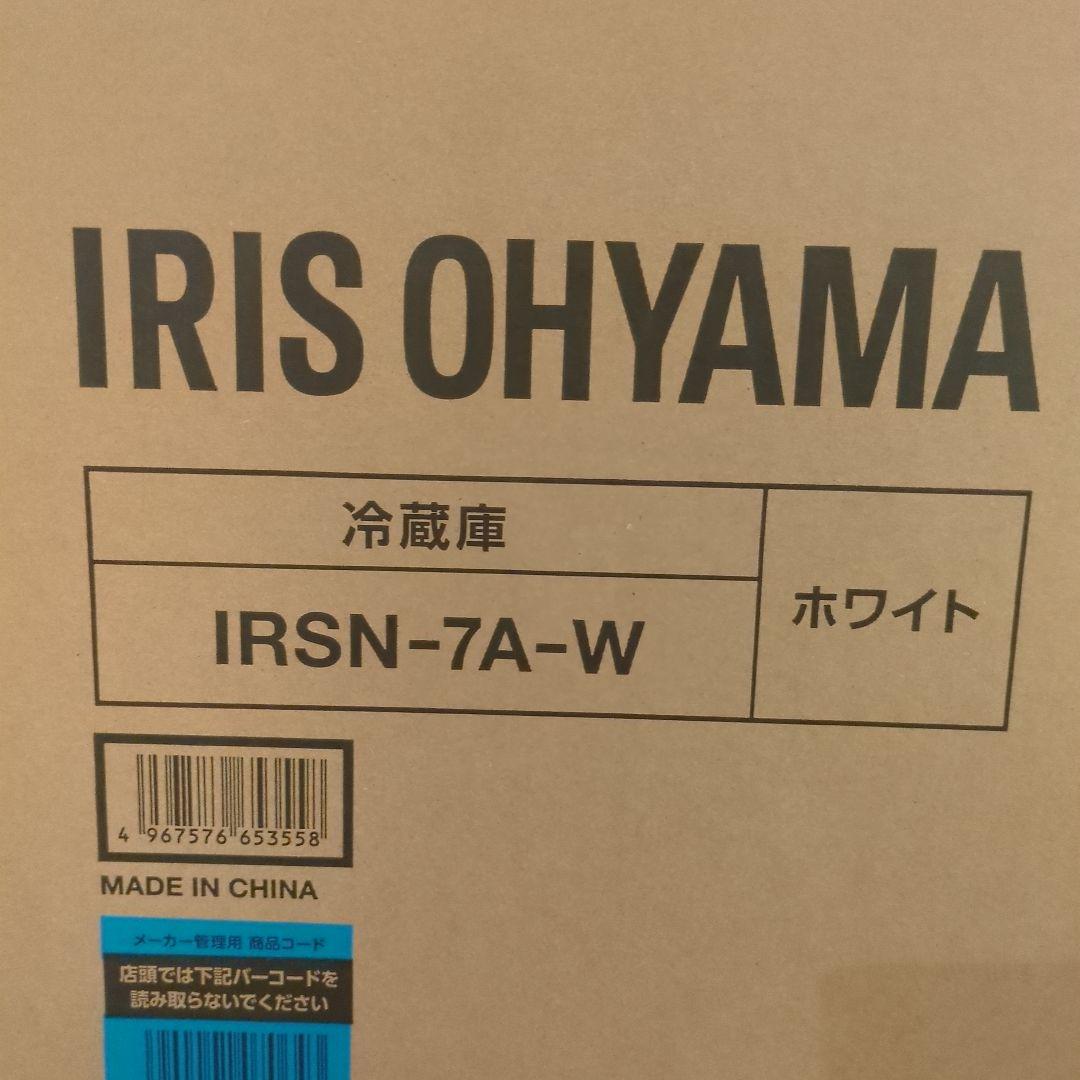 IRIS OHYAMA
冷蔵庫
IRSN-7A-W
ホワイト
4 967576 653558
MADE IN CHINA
メーカー管理用 商品コード
店頭では下記バーコードを
読み取らないでください